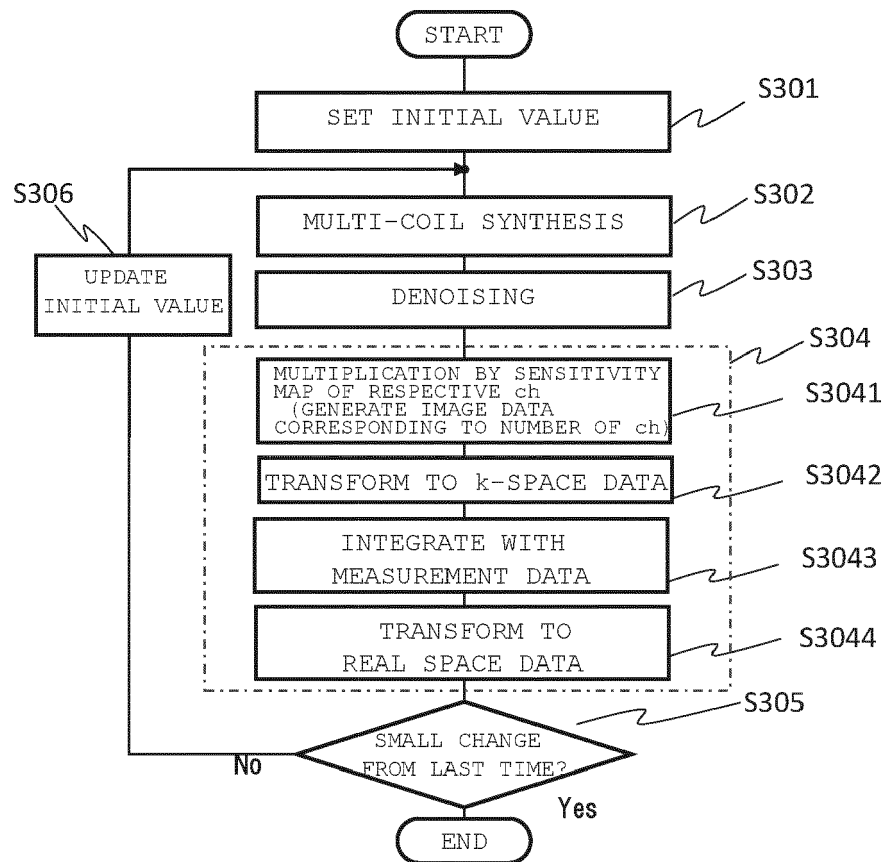 START
SET INITIAL VALUE
S301
S306
MULTI-COIL SYNTHESIS
S302
UPDATE
INITIAL VALUE
DENOISING
S303
S304
MULTIPLICATION BY SENSITIVITY
MAP OF RESPECTIVE ch
(GENERATE IMAGE DATA
CORRESPONDING TO NUMBER OF ch)
S3041
TRANSFORM TO k-SPACE DATA
S3042
INTEGRATE WITH
MEASUREMENT DATA
S3043
TRANSFORM TO
REAL SPACE DATA
S3044
S305
SMALL CHANGE
FROM LAST TIME?
No
Yes
END